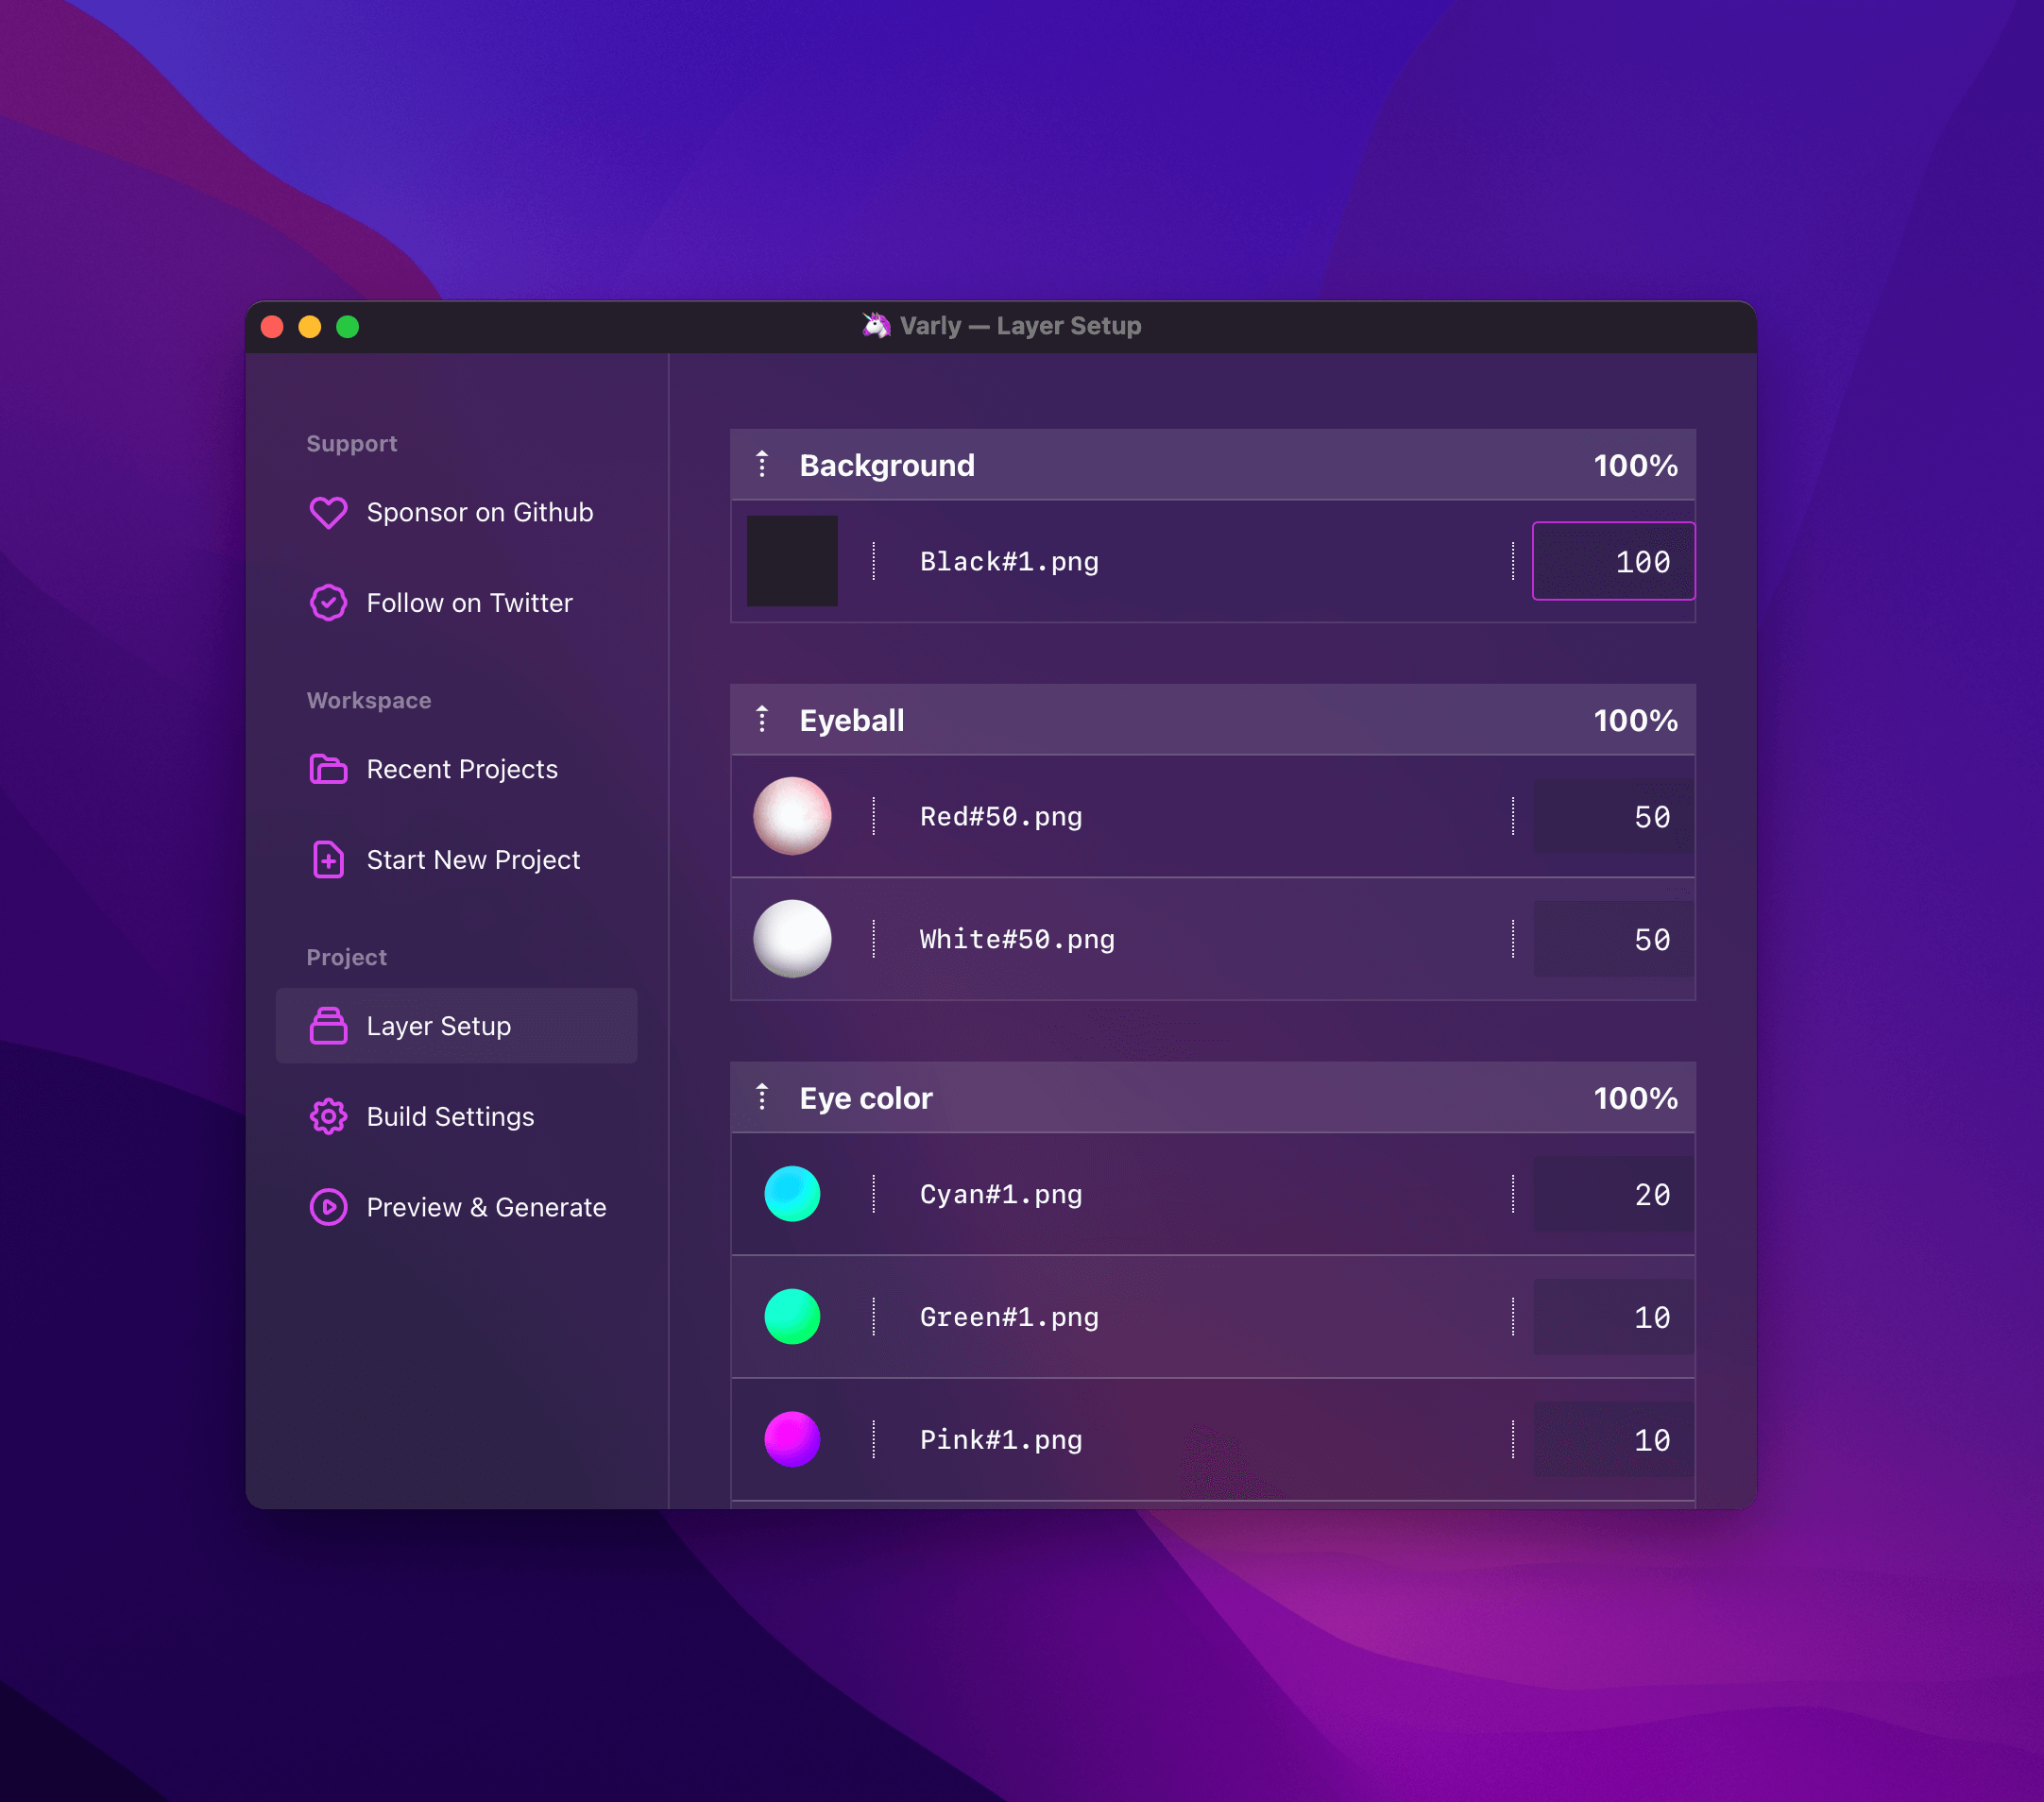 Varly — Layer Setup
Support
Sponsor on Github
Follow on Twitter
Workspace
Recent Projects
Start New Project
Project
Layer Setup
Build Settings
Preview & Generate
Background 100%
Black#1.png 100
Eyeball 100%
Red#50.png 50
White#50.png 50
Eye color 100%
Cyan#1.png 20
Green#1.png 10
Pink#1.png 10